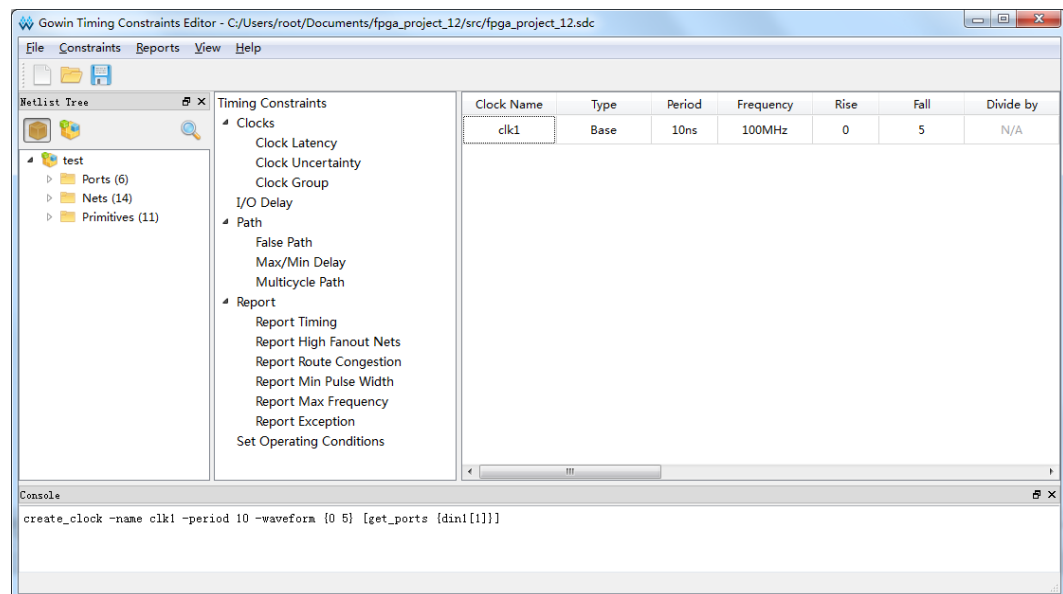 Gowin Timing Constraints Editor - C:/Users/root/Documents/fpga_project_12/src/fpga_project_12.sdc
File Constraints Reports View Help
Netlist Tree
test
Ports (6)
Nets (14)
Primitives (11)
Timing Constraints
Clocks
Clock Latency
Clock Uncertainty
Clock Group
I/O Delay
Path
False Path
Max/Min Delay
Multicycle Path
Report
Report Timing
Report High Fanout Nets
Report Route Congestion
Report Min Pulse Width
Report Max Frequency
Report Exception
Set Operating Conditions
Clock Name Type Period Frequency Rise Fall Divide by
clk1 Base 10ns 100MHz 0 5 N/A
Console
create_clock -name clk1 -period 10 -waveform {0 5} [get_ports {din1[1]}]